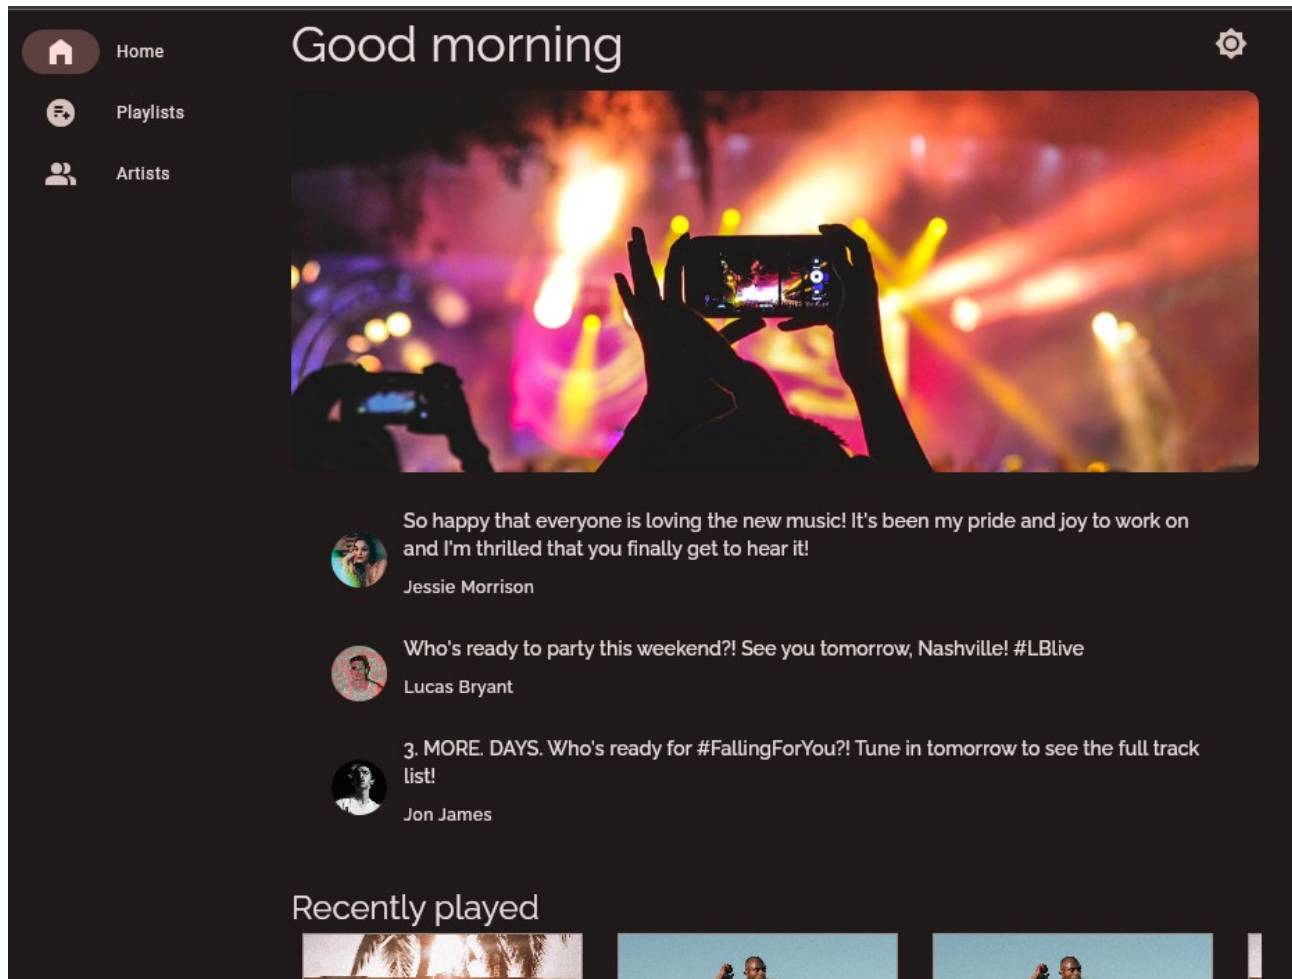 Home
Good morning
Playlists
Artists
So happy that everyone is loving the new music! It's been my pride and joy to work on
and I'm thrilled that you finally get to hear it!
Jessie Morrison
Who's ready to party this weekend?! See you tomorrow, Nashville! #LBlive
Lucas Bryant
3. MORE. DAYS. Who's ready for #FallingForYou?! Tune in tomorrow to see the full track
list!
Jon James
Recently played